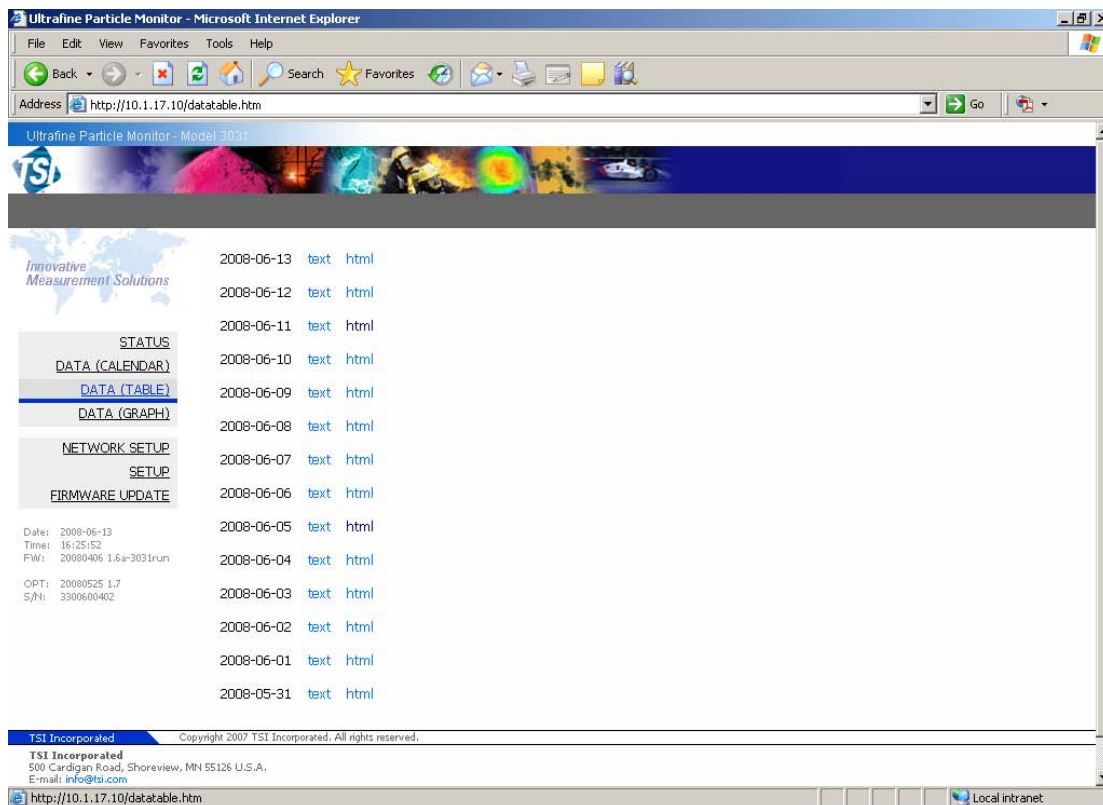 Ultrafine Particle Monitor - Microsoft Internet Explorer
File Edit View Favorites Tools Help
Back Search Favorites
Address http://10.1.17.10/datatable.htm Go
Ultrafine Particle Monitor - Model 3031
TSI
Innovative
Measurement Solutions
STATUS
DATA (CALENDAR)
DATA (TABLE)
DATA (GRAPH)
NETWORK SETUP
SETUP
FIRMWARE UPDATE
Date: 2008-06-13
Time: 16:25:52
FW: 20080406 1.6a-3031run
OPT: 20080525 1.7
S/N: 3300600402
2008-06-13 text html
2008-06-12 text html
2008-06-11 text html
2008-06-10 text html
2008-06-09 text html
2008-06-08 text html
2008-06-07 text html
2008-06-06 text html
2008-06-05 text html
2008-06-04 text html
2008-06-03 text html
2008-06-02 text html
2008-06-01 text html
2008-05-31 text html
TSI Incorporated Copyright 2007 TSI Incorporated. All rights reserved.
TSI Incorporated
500 Cardigan Road, Shoreview, MN 55126 U.S.A.
E-mail: info@tsi.com
http://10.1.17.10/datatable.htm Local intranet